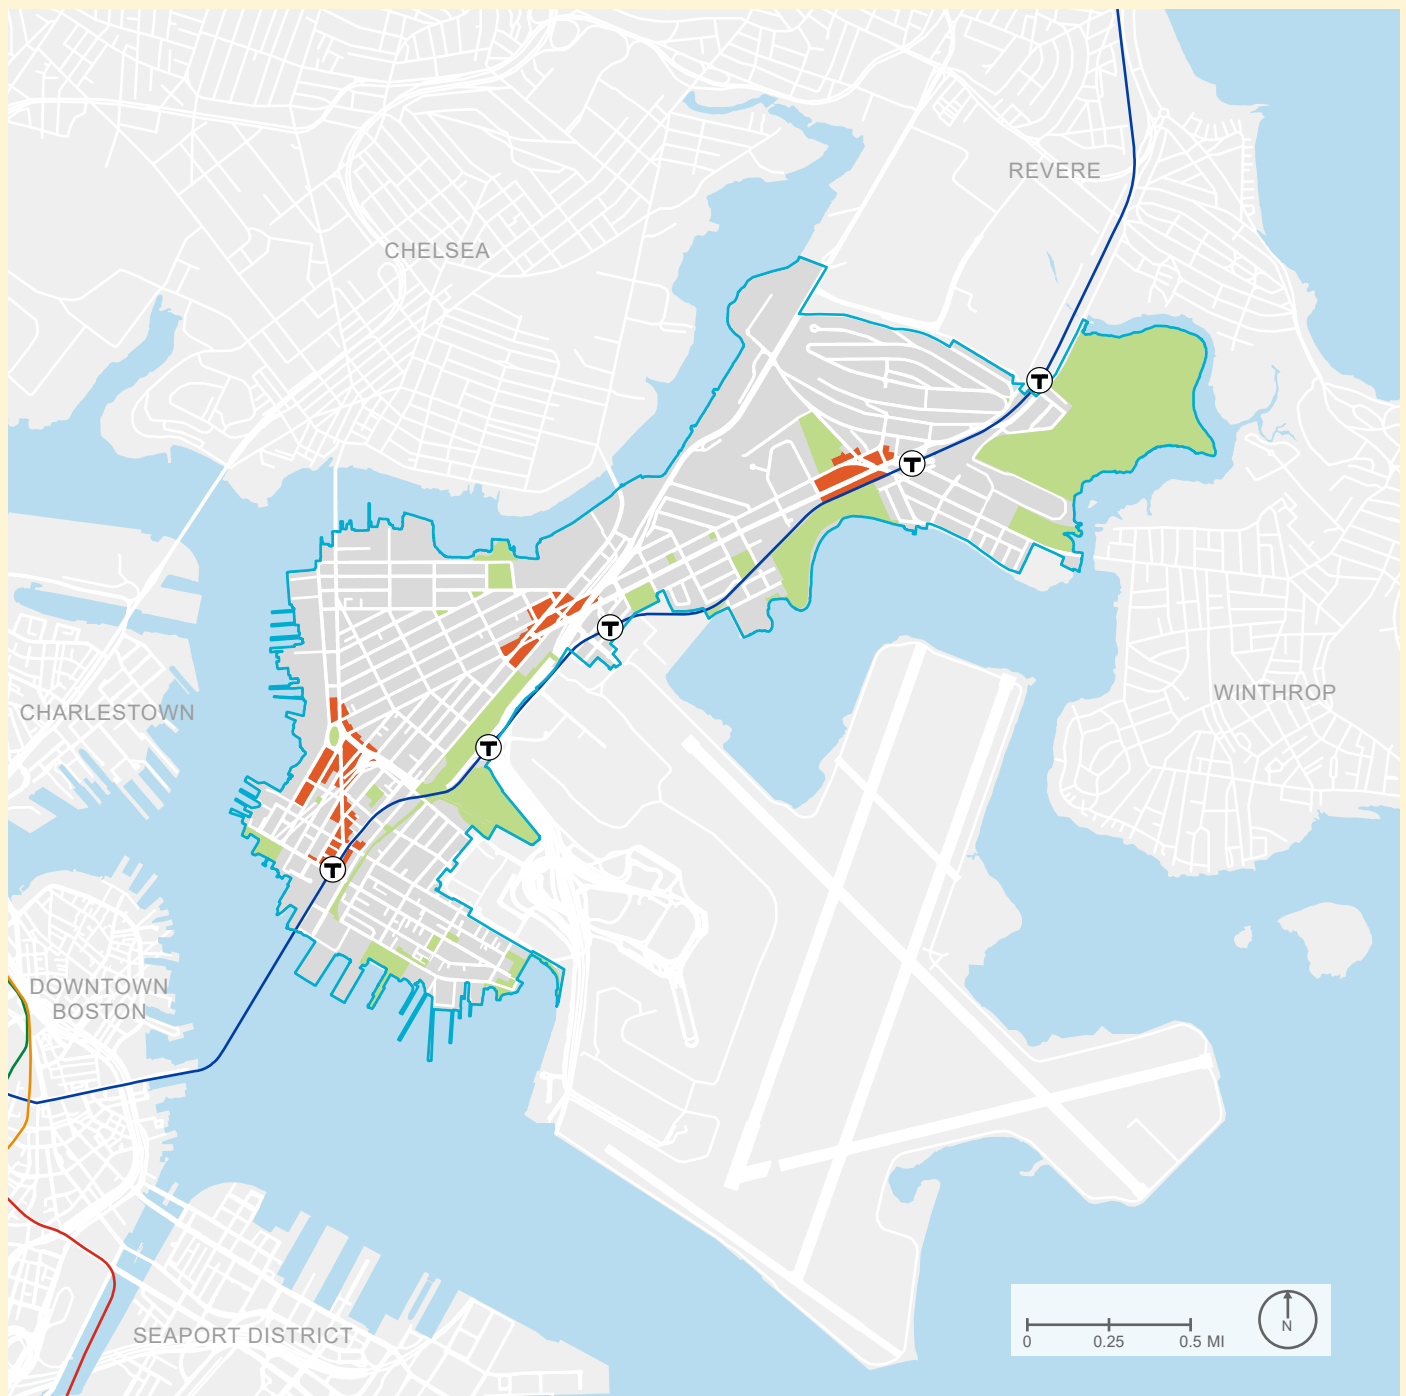 REVERE
CHELSEA
T
T
T
WINTHROP
CHARLESTOWN
T
T
DOWNTOWN
BOSTON
SEAPORT DISTRICT
N
0 0.25 0.5 MI